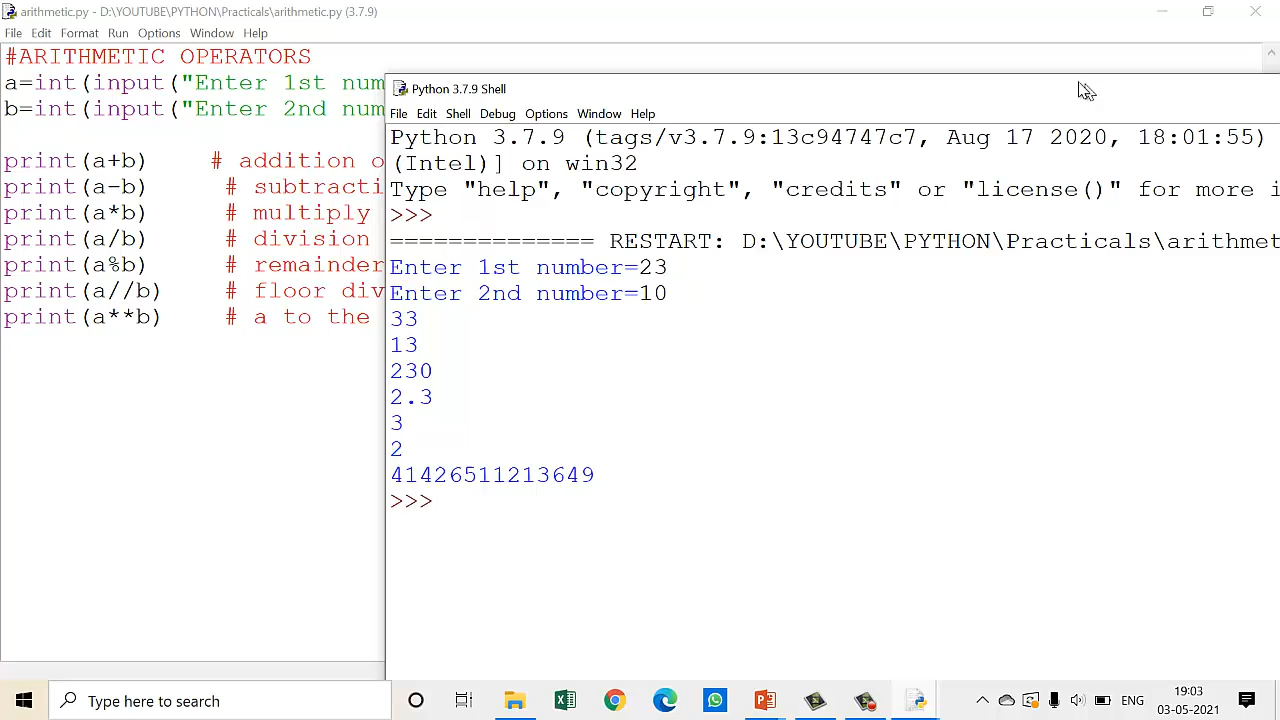 arithmetic.py - D:\YOUTUBE\PYTHON\Practicals\arithmetic.py (3.7.9)
File Edit Format Run Options Window Help
#ARITHMETIC OPERATORS
a=int(input("Enter 1st num
b=int(input("Enter 2nd num
print(a+b) # addition o
print(a-b) # subtracti
print(a*b) # multiply
print(a/b) # division
print(a%b) # remainder
print(a//b) # floor div
print(a**b) # a to the
Python 3.7.9 Shell
File Edit Shell Debug Options Window Help
Python 3.7.9 (tags/v3.7.9:13c94747c7, Aug 17 2020, 18:01:55)
(Intel)] on win32
Type "help", "copyright", "credits" or "license()" for more i
>>>
============== RESTART: D:\YOUTUBE\PYTHON\Practicals\arithmet
Enter 1st number=23
Enter 2nd number=10
33
13
230
2.3
3
2
41426511213649
>>>
Type here to search
ENG
19:03
03-05-2021